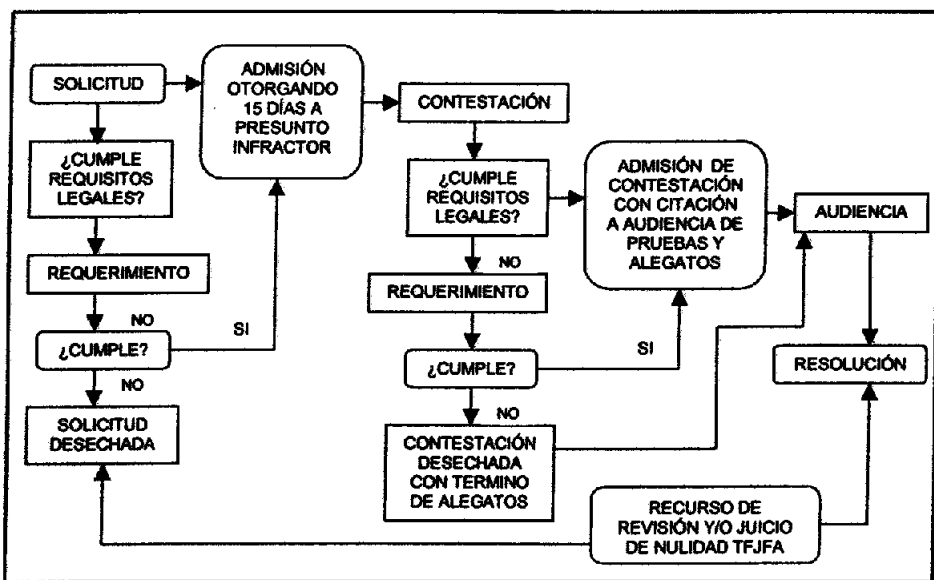 SOLICITUD
¿CUMPLE
REQUISITOS
LEGALES?
REQUERIMIENTO
NO
¿CUMPLE?
SI
NO
SOLICITUD
DESECHADA
ADMISIÓN
OTORGANDO
15 DÍAS A
PRESUNTO
INFRACTOR
CONTESTACIÓN
¿CUMPLE
REQUISITOS
LEGALES?
NO
REQUERIMIENTO
¿CUMPLE?
SI
NO
CONTESTACIÓN
DESECHADA
CON TERMINO
DE ALEGATOS
ADMISIÓN DE
CONTESTACIÓN
CON CITACIÓN
A AUDIENCIA DE
PRUEBAS Y
ALEGATOS
AUDIENCIA
RESOLUCIÓN
RECURSO DE
REVISIÓN Y/O JUICIO
DE NULIDAD TFJFA